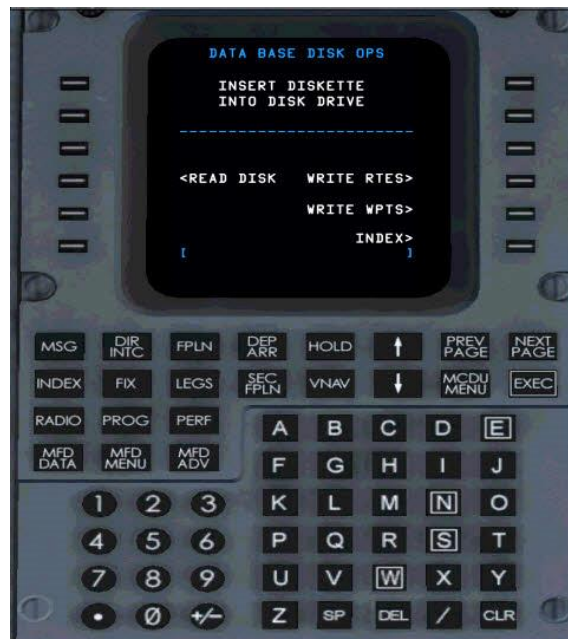 DATA BASE DISK OPS
INSERT DISKETTE
INTO DISK DRIVE
------------------------
<READ DISK WRITE RTES>
WRITE WPTS>
INDEX>
[ ]
MSG DIR INTC FPLN DEP ARR HOLD ↑ PREV PAGE NEXT PAGE
INDEX FIX LEGS SEC FPLN VNAV ↓ MCDU MENU EXEC
RADIO PROG PERF
MFD DATA MFD MENU MFD ADV
A B C D E
F G H I J
1 2 3 K L M N O
4 5 6 P Q R S T
7 8 9 U V W X Y
• Ø +/− Z SP DEL / CLR